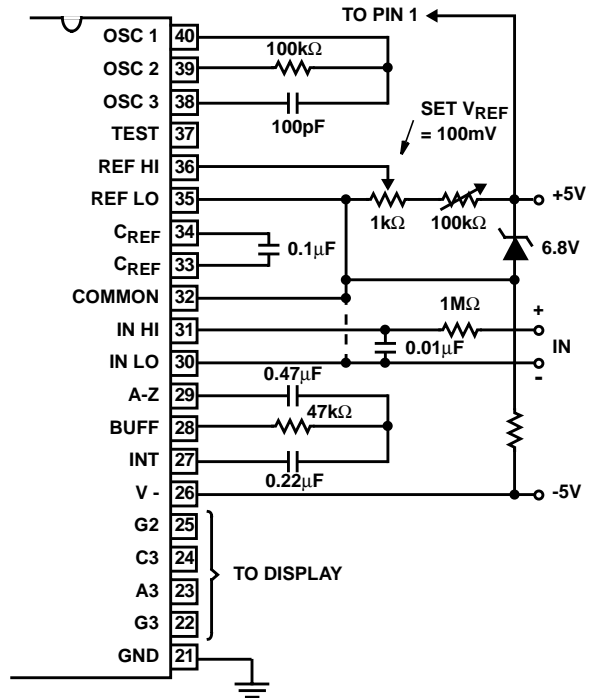 TO PIN 1
OSC 1 40
100kΩ
OSC 2 39
OSC 3 38
100pF
TEST 37
SET VREF
= 100mV
REF HI 36
REF LO 35
+5V
1kΩ 100kΩ
CREF 34
0.1µF
6.8V
CREF 33
COMMON 32
1MΩ
+
IN HI 31
0.01µF IN
IN LO 30
-
0.47µF
A-Z 29
47kΩ
BUFF 28
INT 27
0.22µF
V - 26
-5V
G2 25
C3 24
TO DISPLAY
A3 23
G3 22
GND 21